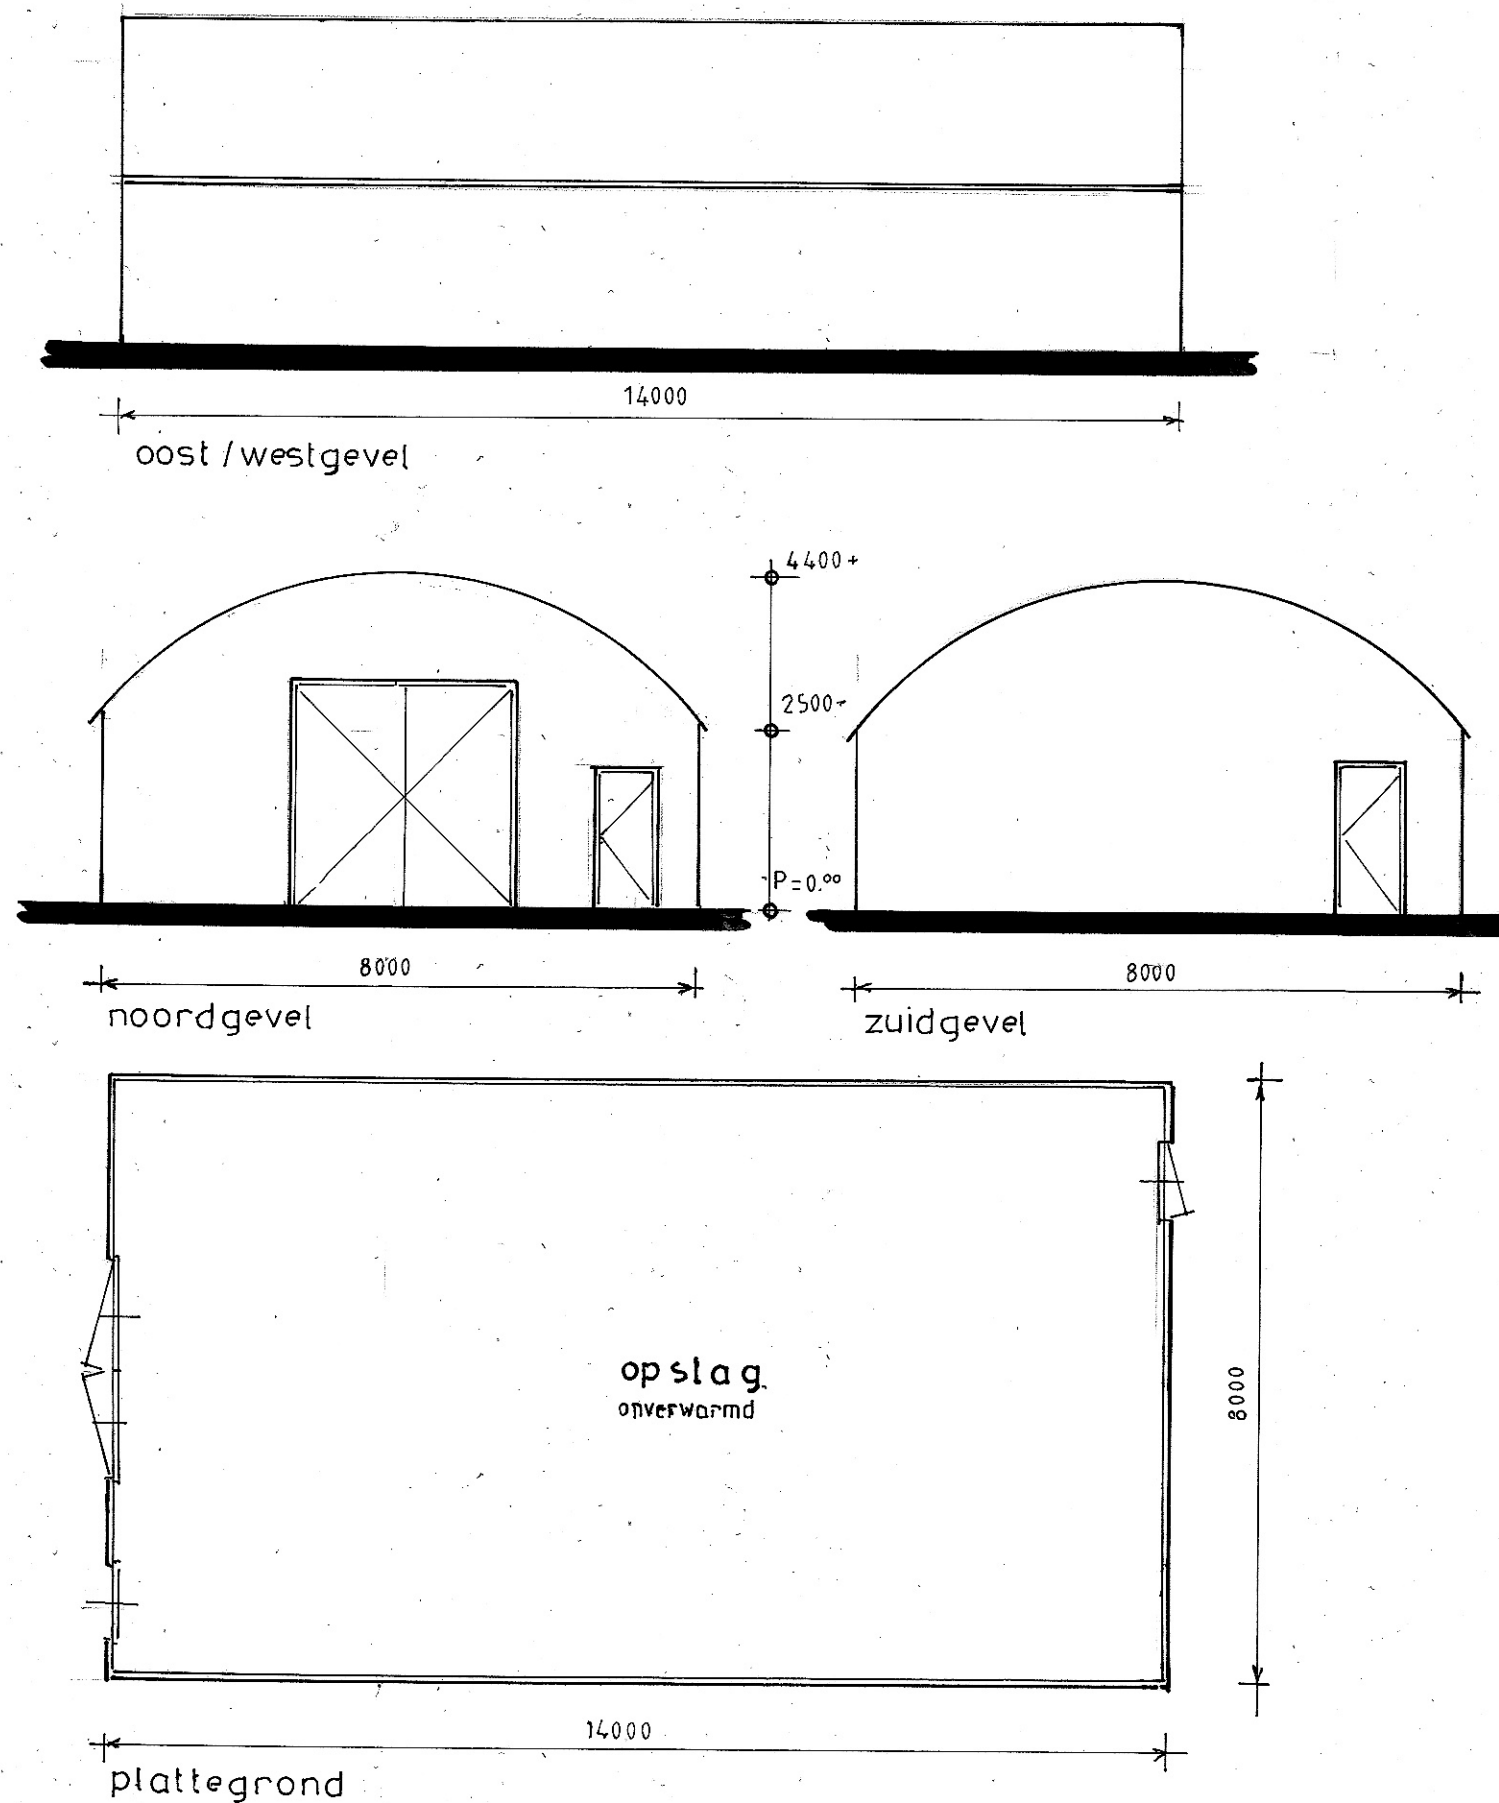 14000
oost / westgevel
4400+
2500+
P=0.⁰⁰
8000
noordgevel
8000
zuidgevel
opslag
onverwarmd
8000
14000
plattegrond